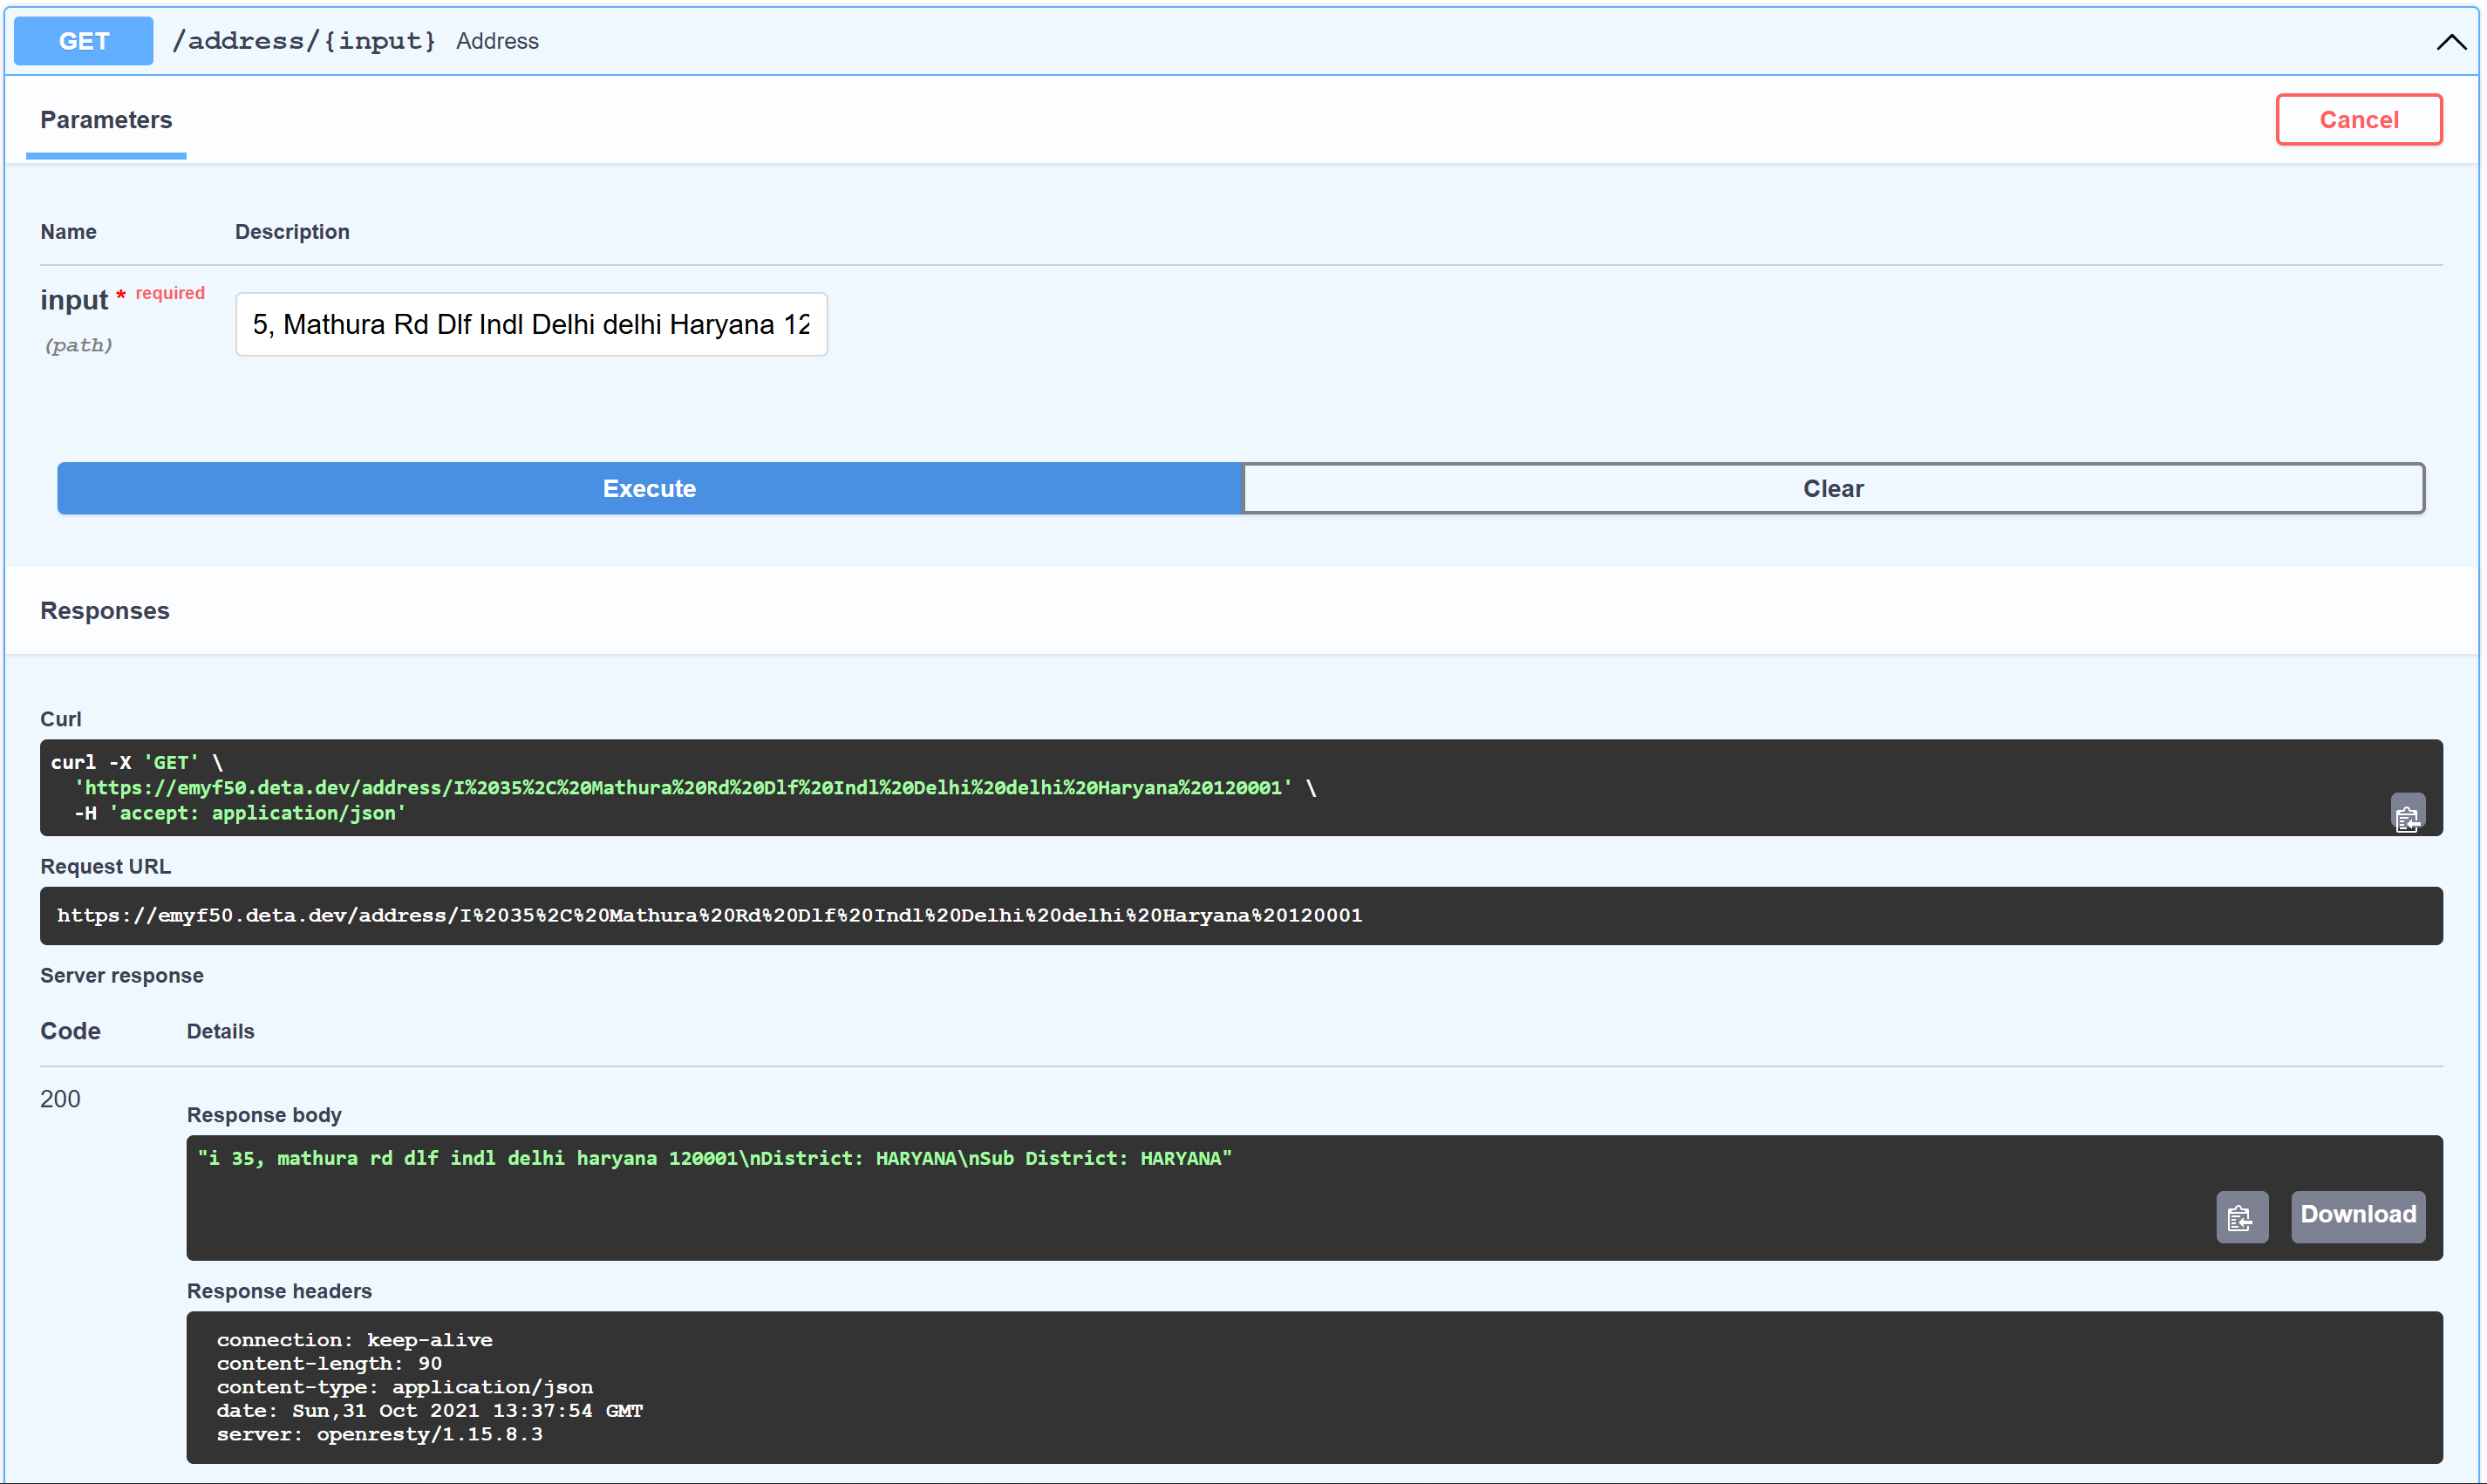 GET /address/{input} Address
Parameters
Cancel
Name Description
input * required
(path)
5, Mathura Rd Dlf Indl Delhi delhi Haryana 12
Execute
Clear
Responses
Curl
curl -X 'GET' \
'https://emyf50.deta.dev/address/I%2035%2C%20Mathura%20Rd%20Dlf%20Indl%20Delhi%20delhi%20Haryana%20120001' \
-H 'accept: application/json'
Request URL
https://emyf50.deta.dev/address/I%2035%2C%20Mathura%20Rd%20Dlf%20Indl%20Delhi%20delhi%20Haryana%20120001
Server response
Code Details
200
Response body
"i 35, mathura rd dlf indl delhi haryana 120001\nDistrict: HARYANA\nSub District: HARYANA"
Download
Response headers
connection: keep-alive
content-length: 90
content-type: application/json
date: Sun,31 Oct 2021 13:37:54 GMT
server: openresty/1.15.8.3